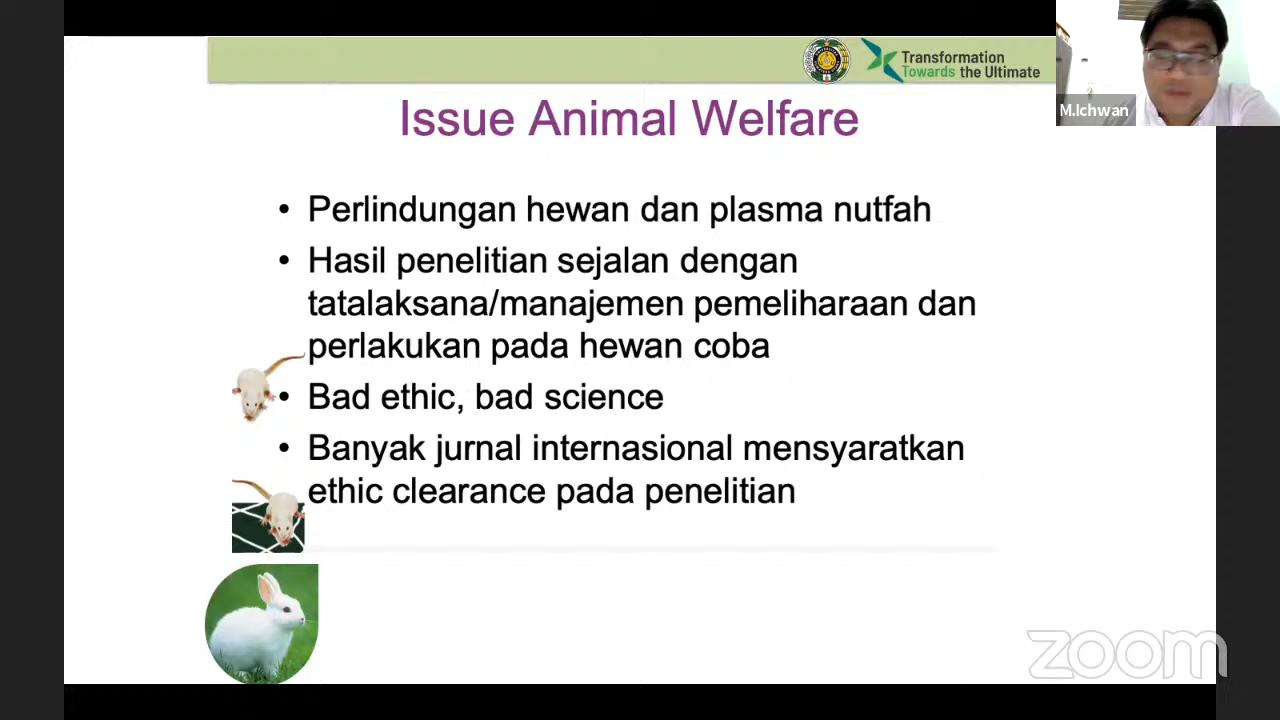 Transformation
Towards the Ultimate
M.Ichwan
Issue Animal Welfare
• Perlindungan hewan dan plasma nutfah
• Hasil penelitian sejalan dengan
tatalaksana/manajemen pemeliharaan dan
perlakukan pada hewan coba
• Bad ethic, bad science
• Banyak jurnal internasional mensyaratkan
ethic clearance pada penelitian
zoom